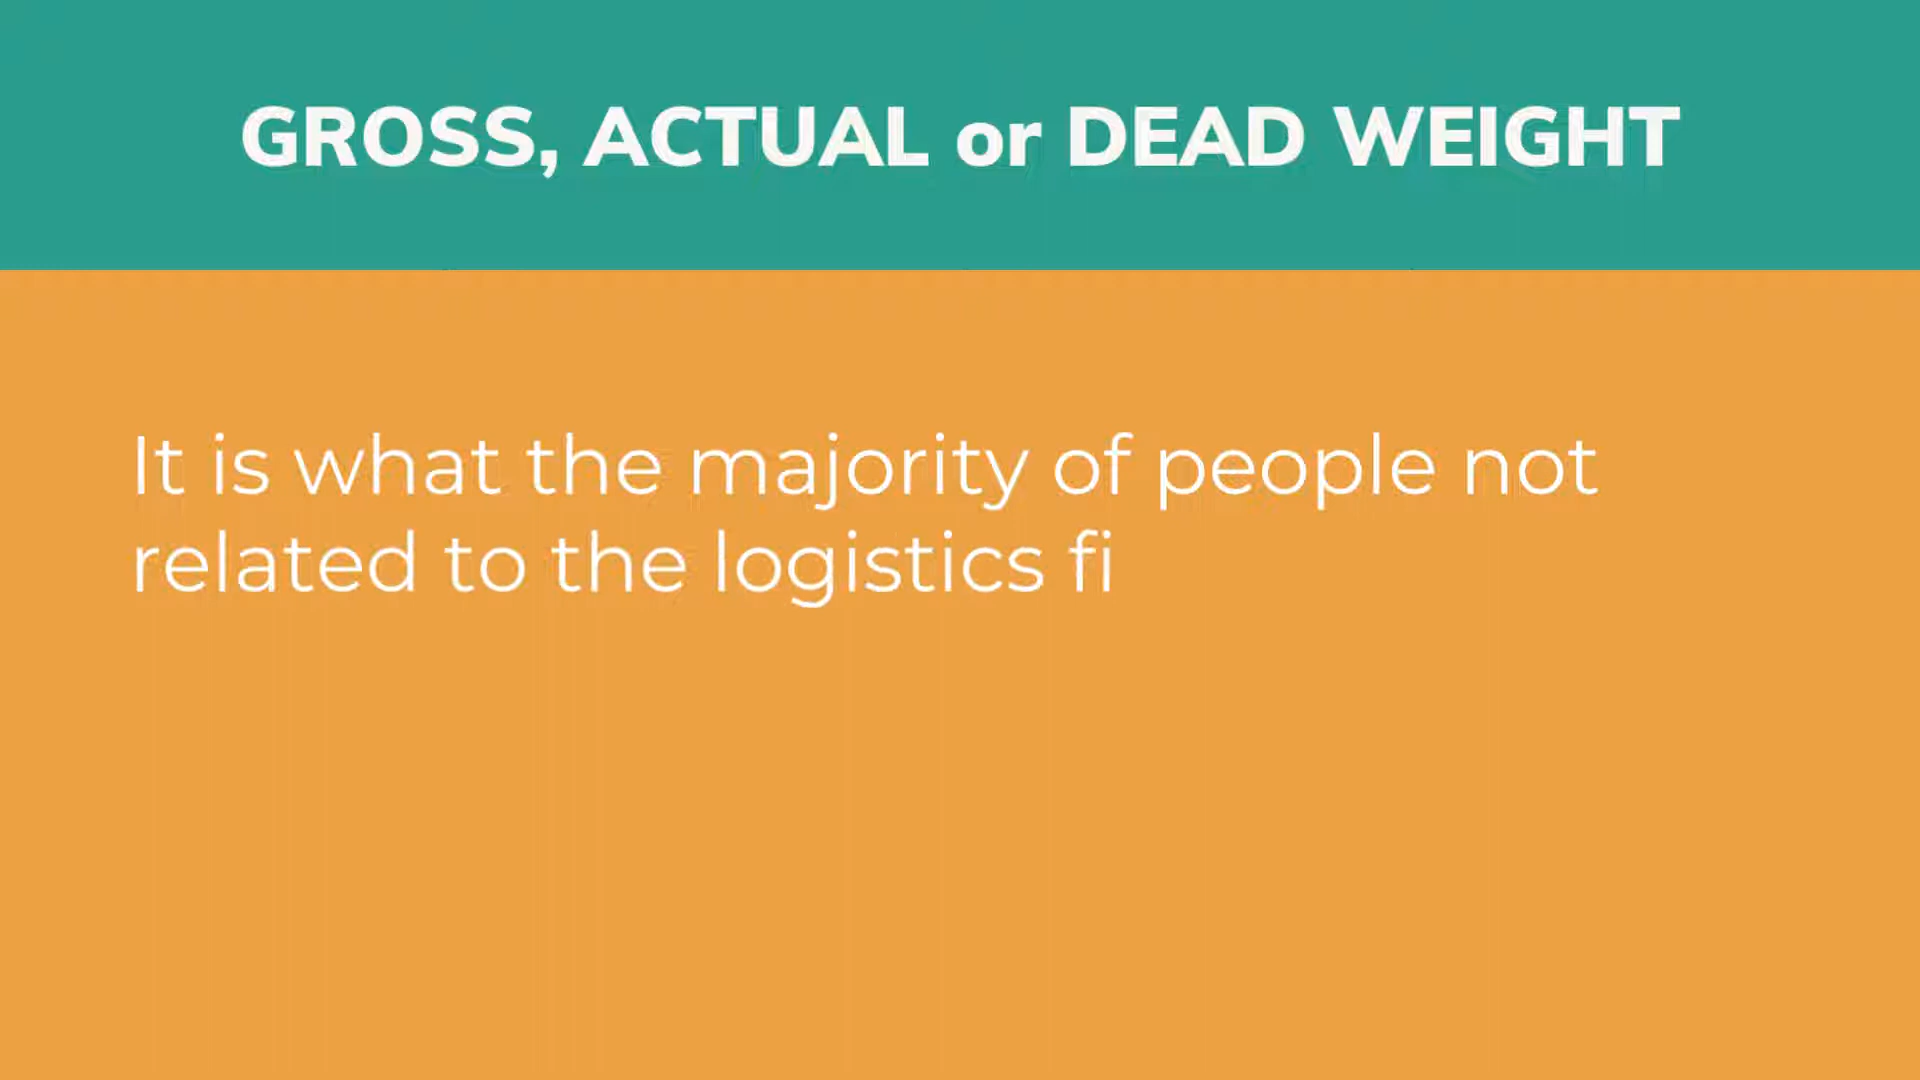 GROSS, ACTUAL or DEAD WEIGHT
It is what the majority of people not
related to the logistics fi